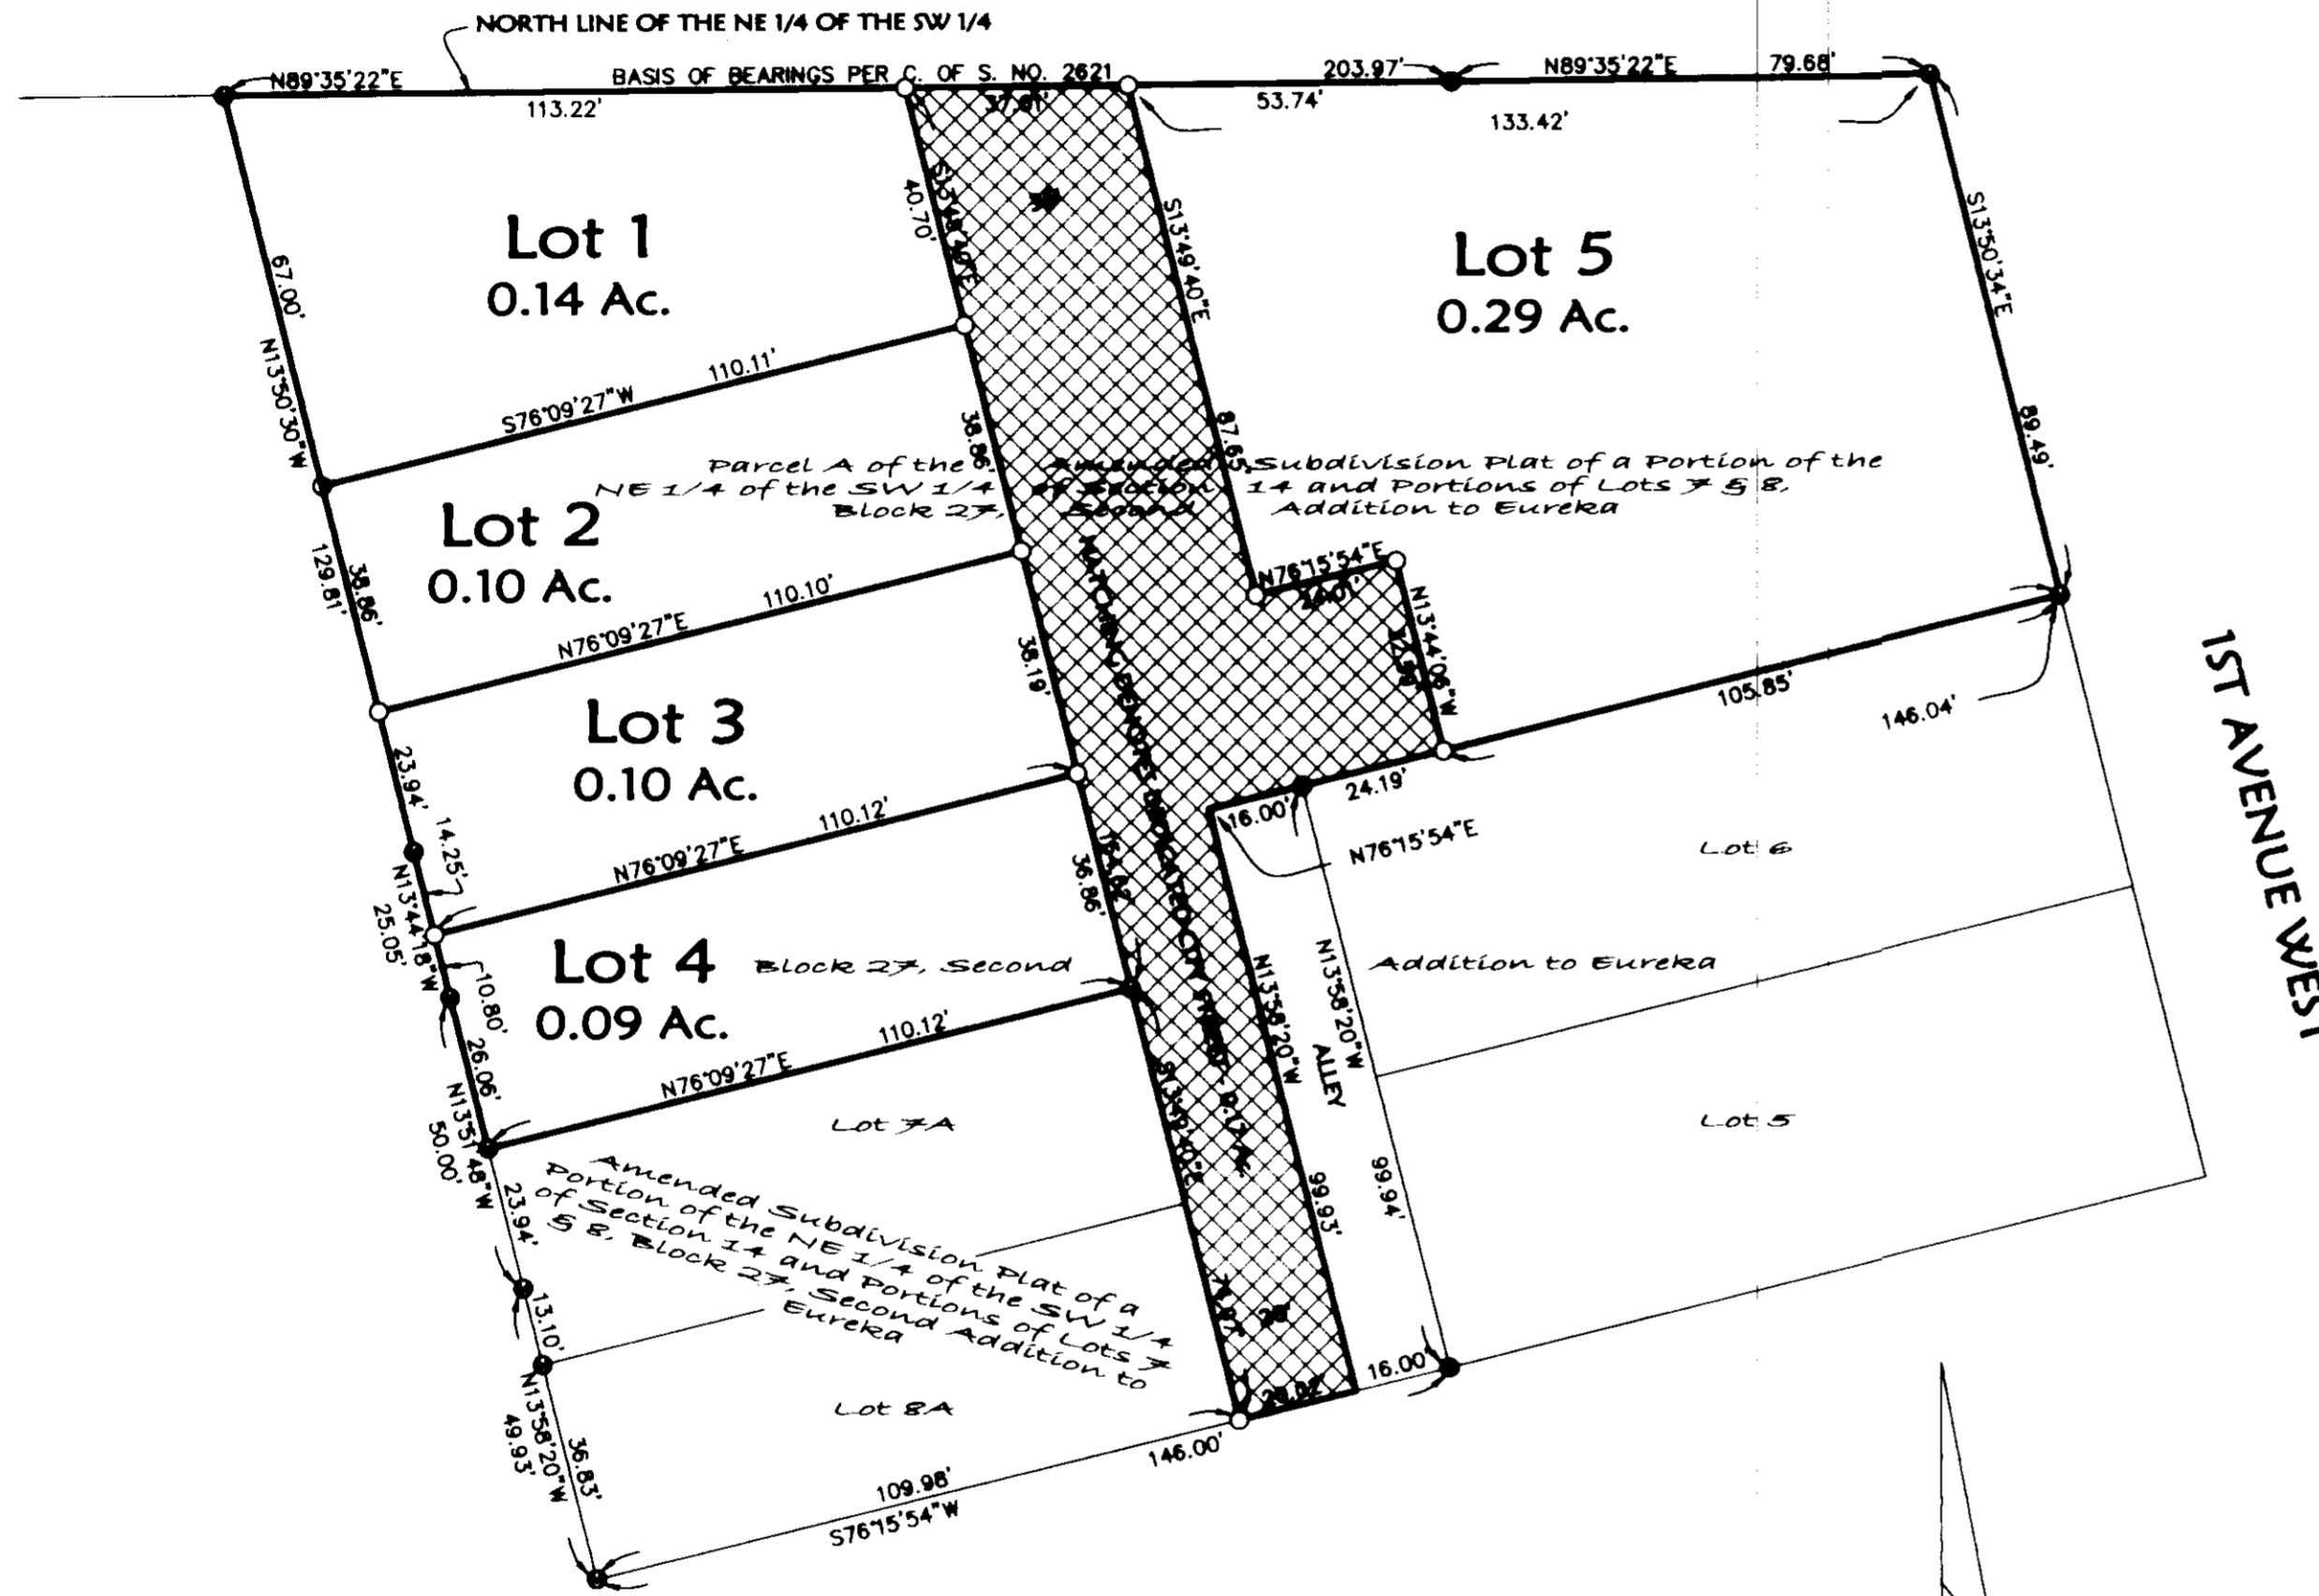 NORTH LINE OF THE NE 1/4 OF THE SW 1/4
N89°35'22"E
BASIS OF BEARINGS PER C. OF S. NO. 2621
203.97'
N89°35'22"E
79.68'
113.22'
53.74'
133.42'
40.70'
S13°49'40"E
S13°50'34"E
Lot 1
0.14 Ac.
Lot 5
0.29 Ac.
67.00'
N13°50'30"W
110.11'
S76°09'27"W
38.86'
87.65'
89.49'
Parcel A of the Amended Subdivision Plat of a Portion of the
NE 1/4 of the SW 1/4 of Section 14 and Portions of Lots 7 & 8,
Block 27, Second Addition to Eureka
Lot 2
0.10 Ac.
129.81'
38.86'
110.10'
N76°09'27"E
N76°15'54"E
N13°44'06"W
38.19'
105.85'
146.04'
1ST AVENUE WEST
Lot 3
0.10 Ac.
23.94'
14.25'
110.12'
N76°09'27"E
24.19'
16.00'
N76°15'54"E
Lot 6
36.86'
N13°44'18"W
25.05'
Lot 4
0.09 Ac.
Block 27, Second
Addition to Eureka
10.80'
26.06'
110.12'
N76°09'27"E
N13°58'20"W
N13°58'20"W
ALLEY
N13°51'48"W
50.00'
Lot 7A
Lot 5
S13°49'40"E
23.94'
99.93'
99.94'
Amended Subdivision Plat of a
Portion of the NE 1/4 of the SW 1/4
of Section 14 and Portions of Lots 7
& 8, Block 27, Second Addition to
Eureka
13.10'
16.00'
Lot 8A
N13°58'20"W
49.93'
36.83'
146.00'
109.98'
S76°15'54"W